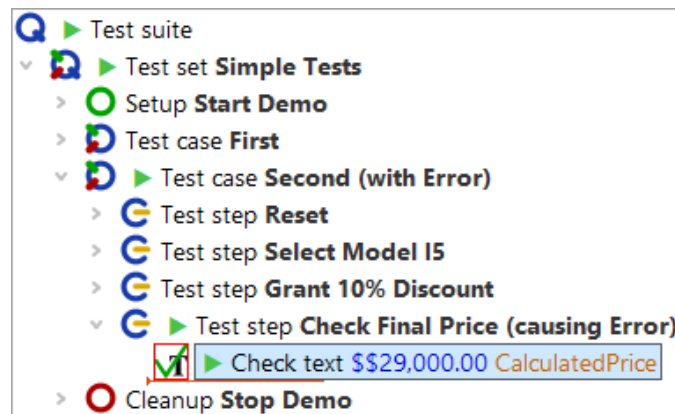 Test suite
Test set Simple Tests
Setup Start Demo
Test case First
Test case Second (with Error)
Test step Reset
Test step Select Model I5
Test step Grant 10% Discount
Test step Check Final Price (causing Error)
Check text $$29,000.00 CalculatedPrice
Cleanup Stop Demo